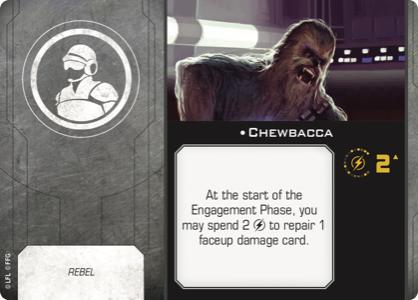 • CHEWBACCA
2
At the start of the
Engagement Phase, you
may spend 2 to repair 1
faceup damage card.
REBEL
© LFL © FFG